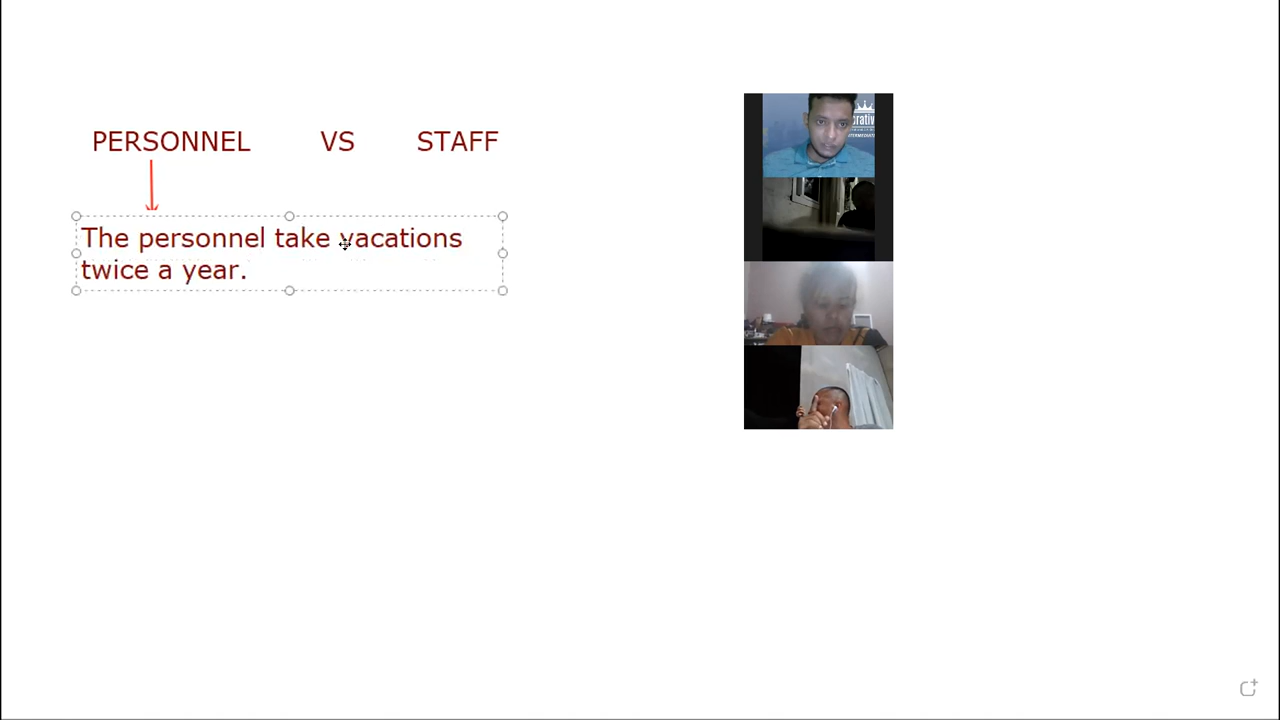 PERSONNEL VS STAFF
The personnel take vacations
twice a year.